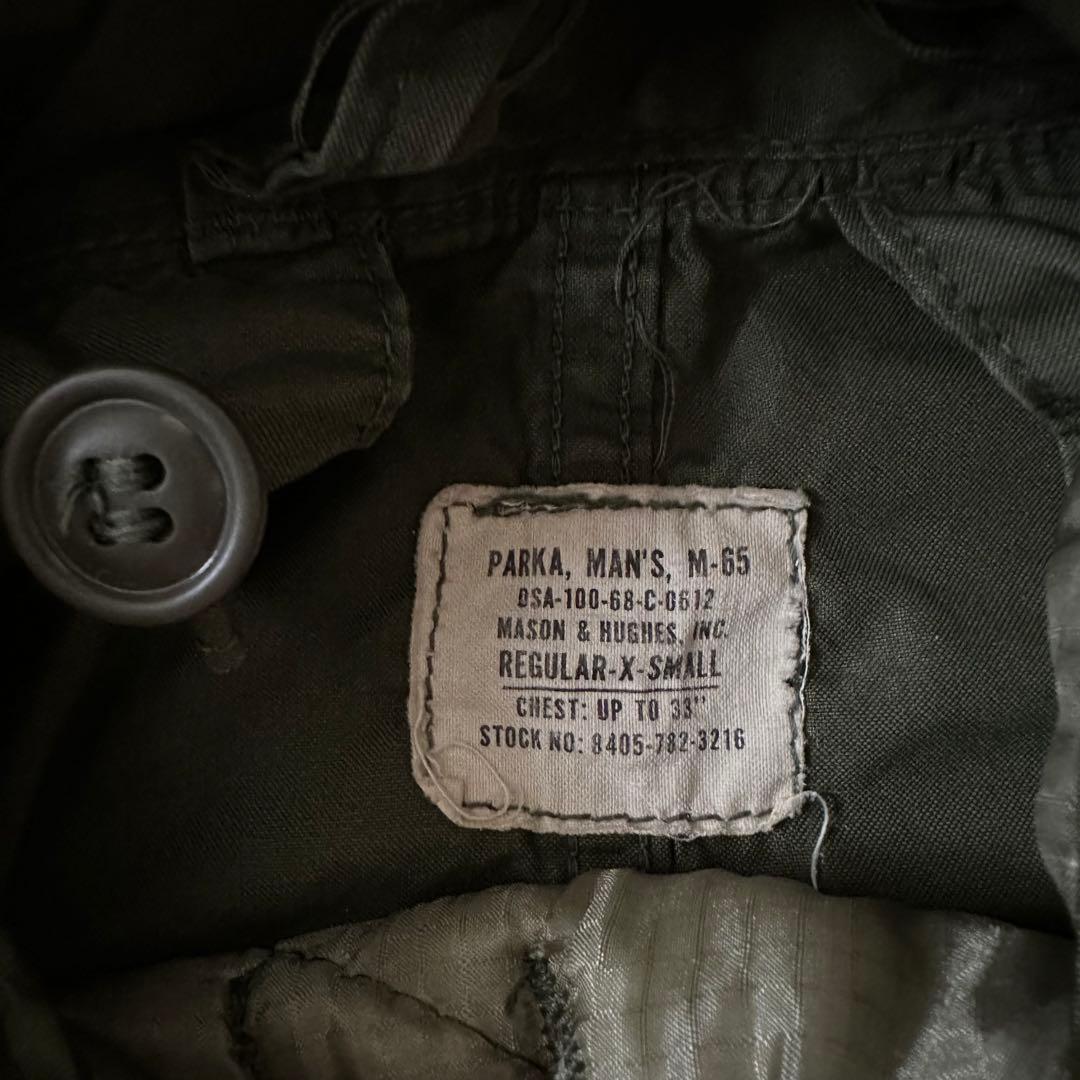 PARKA, MAN'S, M-65
DSA-100-68-C-0612
MASON & HUGHES, INC.
REGULAR-X-SMALL
CHEST: UP TO 33"
STOCK NO: 8405-782-3216